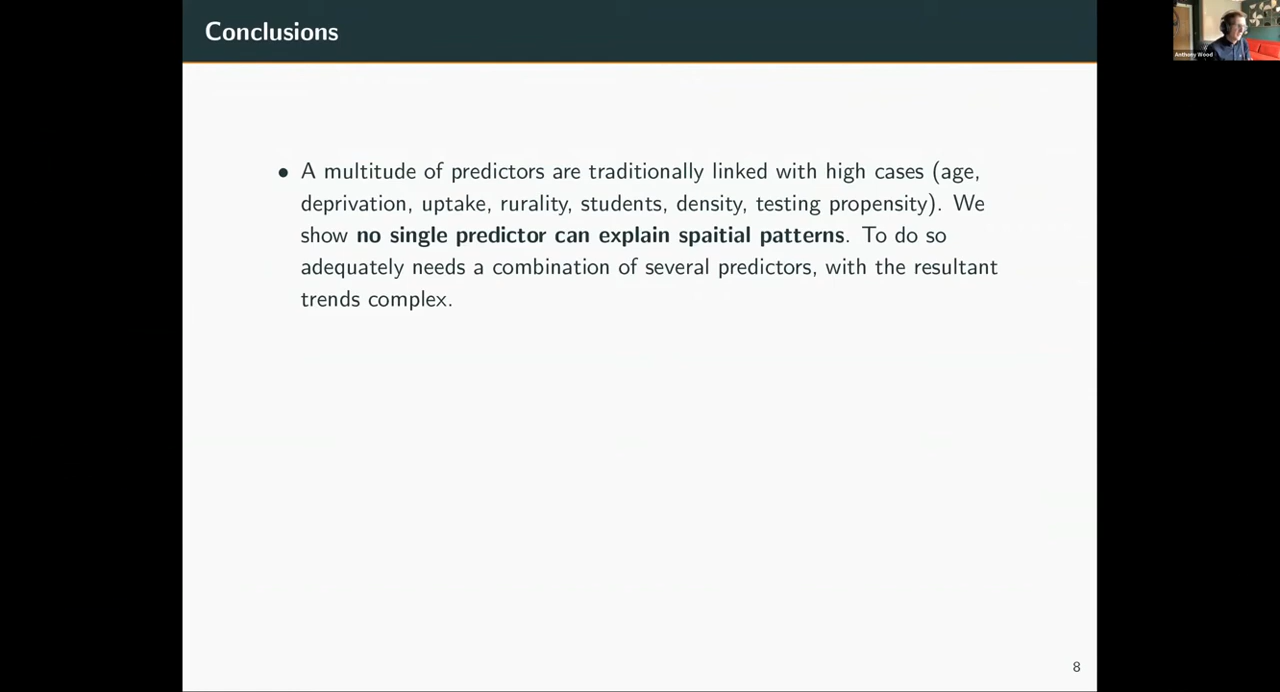 Conclusions
Anthony Wood
• A multitude of predictors are traditionally linked with high cases (age,
deprivation, uptake, rurality, students, density, testing propensity). We
show no single predictor can explain spaitial patterns. To do so
adequately needs a combination of several predictors, with the resultant
trends complex.
8